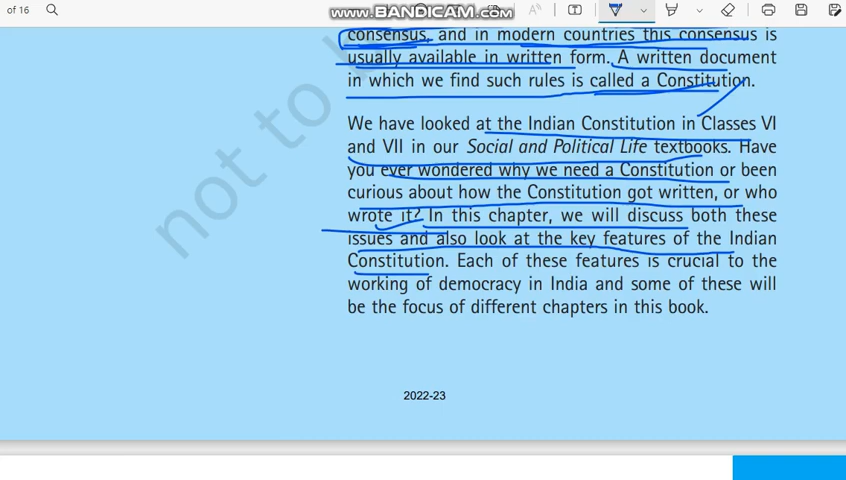 of 16
WWW.BANDICAM.COM
consensus, and in modern countries this consensus is
usually available in written form. A written document
in which we find such rules is called a Constitution.
We have looked at the Indian Constitution in Classes VI
and VII in our Social and Political Life textbooks. Have
you ever wondered why we need a Constitution or been
curious about how the Constitution got written, or who
wrote it? In this chapter, we will discuss both these
issues and also look at the key features of the Indian
Constitution. Each of these features is crucial to the
working of democracy in India and some of these will
be the focus of different chapters in this book.
not to
2022-23